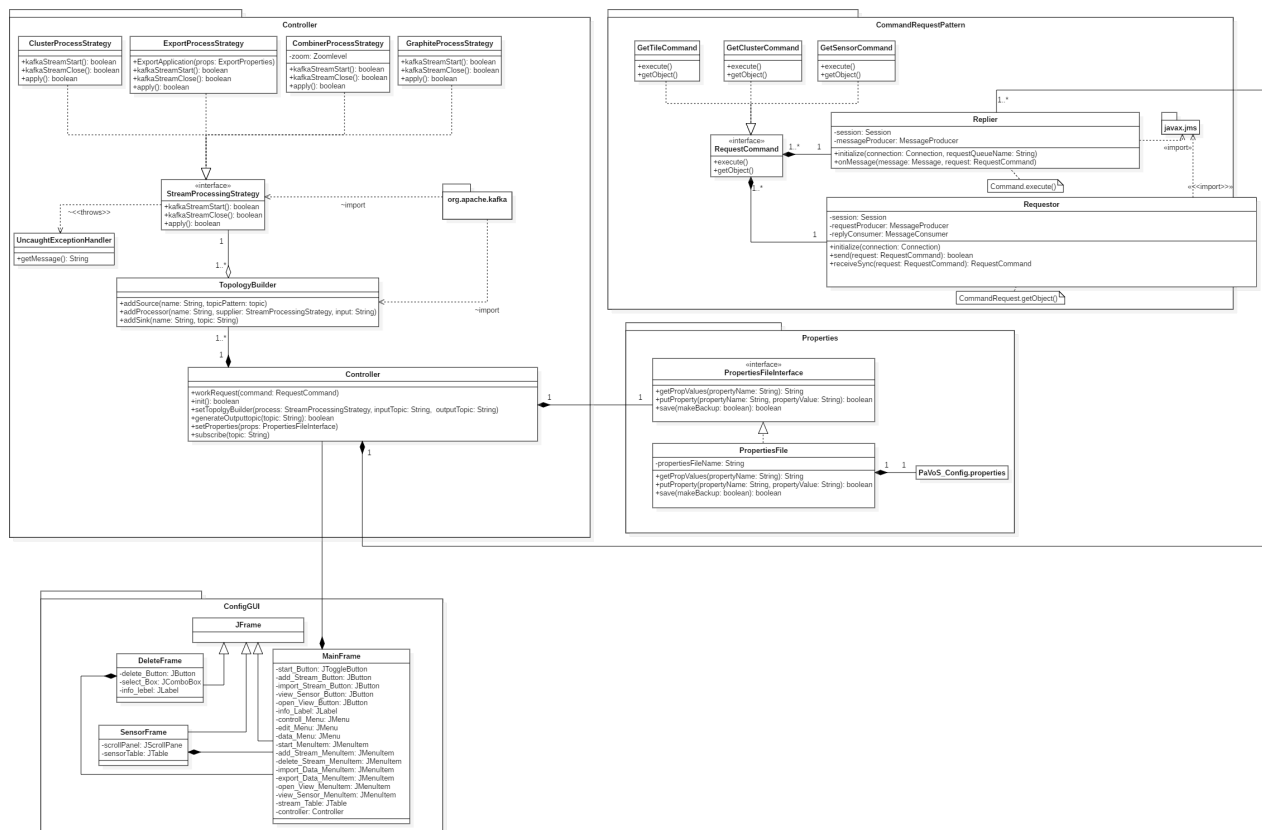 Controller
ClusterProcessStrategy
+kafkaStreamStart(): boolean
+kafkaStreamClose(): boolean
+apply(): boolean
ExportProcessStrategy
+ExportApplication(props: ExportProperties)
+kafkaStreamStart(): boolean
+kafkaStreamClose(): boolean
+apply(): boolean
CombinerProcessStrategy
-zoom: Zoomlevel
+kafkaStreamStart(): boolean
+kafkaStreamClose(): boolean
+apply(): boolean
GraphiteProcessStrategy
+kafkaStreamStart(): boolean
+kafkaStreamClose(): boolean
+apply(): boolean
«interface»
StreamProcessingStrategy
+kafkaStreamStart(): boolean
+kafkaStreamClose(): boolean
+apply(): boolean
org.apache.kafka
~import
~<<throws>>
UncaughtExceptionHandler
+getMessage(): String
1
1..*
TopologyBuilder
+addSource(name: String, topicPattern: topic)
+addProcessor(name: String, supplier: StreamProcessingStrategy, input: String)
+addSink(name: String, topic: String)
~import
1..*
1
Controller
+workRequest(command: RequestCommand)
+init(): boolean
+setTopolgyBuilder(process: StreamProcessingStrategy, inputTopic: String,  outputTopic: String)
+generateOutputtopic(topic: String): boolean
+setProperties(props: PropertiesFileInterface)
+subscribe(topic: String)
1
1
1
CommandRequestPattern
GetTileCommand
+execute()
+getObject()
GetClusterCommand
+execute()
+getObject()
GetSensorCommand
+execute()
+getObject()
1..*
«interface»
RequestCommand
+execute()
+getObject()
1..*
1
1..*
1
Replier
-session: Session
-messageProducer: MessageProducer
+initialize(connection: Connection, requestQueueName: String)
+onMessage(message: Message, request: RequestCommand)
javax.jms
«import»
Command.execute()
«<<import>>»
Requestor
-session: Session
-requestProducer: MessageProducer
-replyConsumer: MessageConsumer
+initialize(connection: Connection)
+send(request: RequestCommand): boolean
+receiveSync(request: RequestCommand): RequestCommand
CommandRequest.getObject()
Properties
«interface»
PropertiesFileInterface
+getPropValues(propertyName: String): String
+putProperty(propertyName: String, propertyValue: String): boolean
+save(makeBackup: boolean): boolean
PropertiesFile
-propertiesFileName: String
+getPropValues(propertyName: String): String
+putProperty(propertyName: String, propertyValue: String): boolean
+save(makeBackup: boolean): boolean
1
1
PaVoS_Config.properties
ConfigGUI
JFrame
DeleteFrame
-delete_Button: JButton
-select_Box: JComboBox
-info_lebel: JLabel
SensorFrame
-scrollPanel: JScrollPane
-sensorTable: JTable
MainFrame
-start_Button: JToggleButton
-add_Stream_Button: JButton
-import_Stream_Button: JButton
-view_Sensor_Button: JButton
-open_View_Button: JButton
-info_Label: JLabel
-controll_Menu: JMenu
-edit_Menu: JMenu
-data_Menu: JMenu
-start_MenuItem: JMenuItem
-add_Stream_MenuItem: JMenuItem
-delete_Stream_MenuItem: JMenuItem
-import_Data_MenuItem: JMenuItem
-export_Data_MenuItem: JMenuItem
-open_View_MenuItem: JMenuItem
-view_Sensor_MenuItem: JMenuItem
-stream_Table: JTable
-controller: Controller